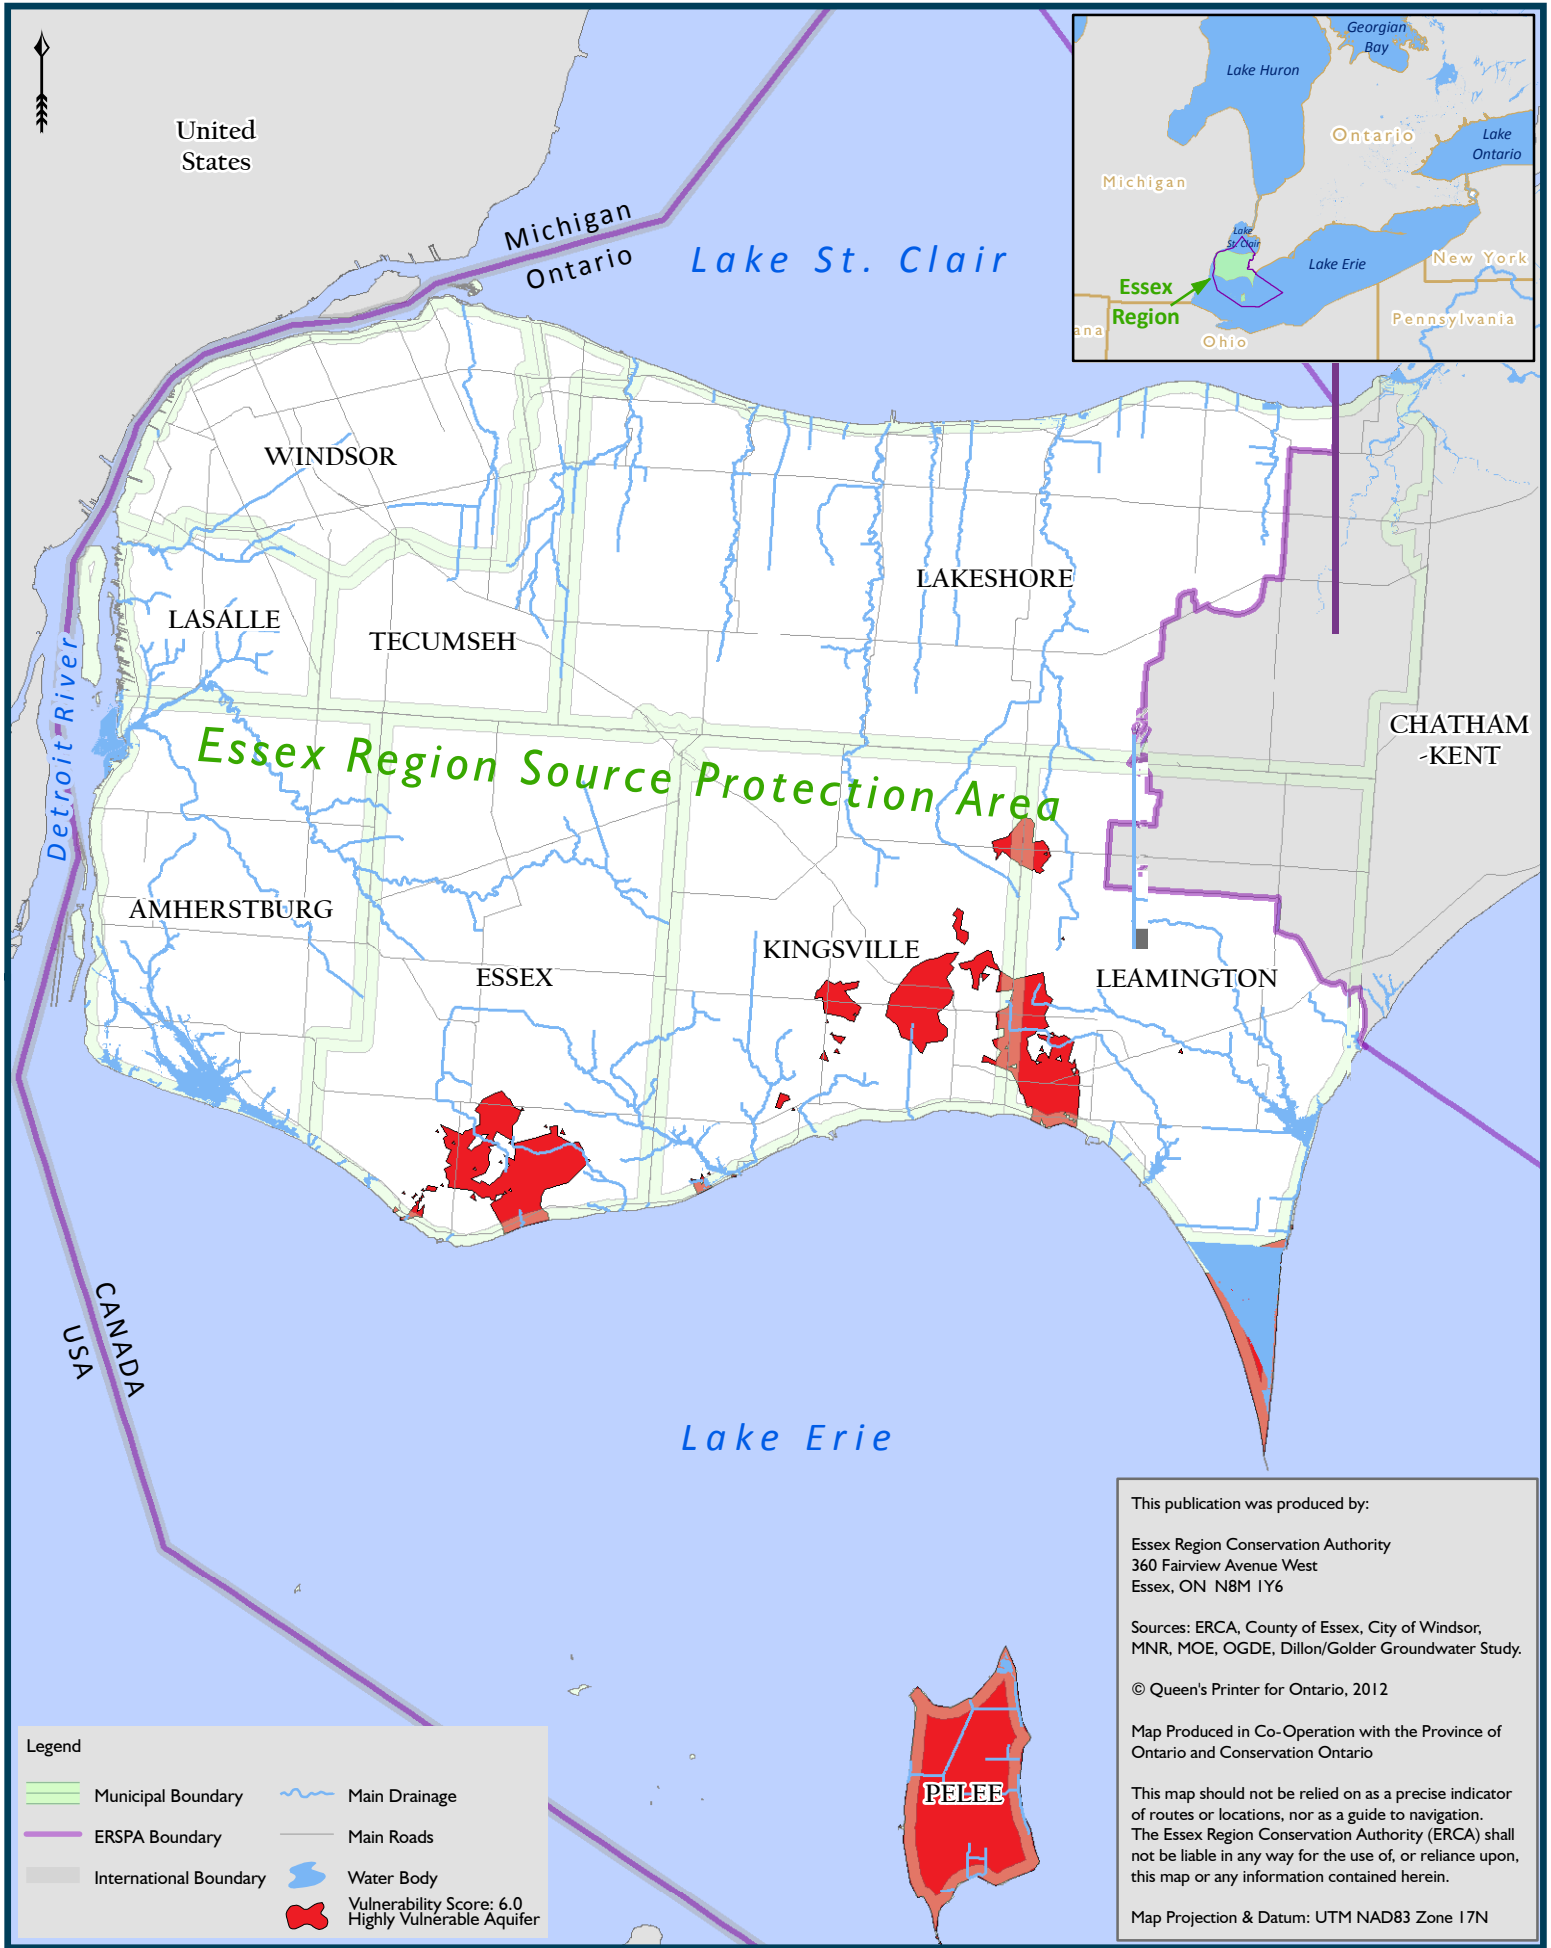 United
States
Michigan
Ontario
Lake St. Clair
Georgian
Bay
Lake Huron
Ontario
Lake
Ontario
Michigan
Lake
St. Clair
Lake Erie
New York
Essex
Region
Pennsylvania
ana
Ohio
WINDSOR
LAKESHORE
LASALLE
TECUMSEH
Detroit River
CHATHAM
-KENT
Essex Region Source Protection Area
AMHERSTBURG
KINGSVILLE
ESSEX
LEAMINGTON
CANADA
USA
Lake Erie
PELEE
This publication was produced by:
Essex Region Conservation Authority
360 Fairview Avenue West
Essex, ON N8M 1Y6
Sources: ERCA, County of Essex, City of Windsor,
MNR, MOE, OGDE, Dillon/Golder Groundwater Study.
© Queen's Printer for Ontario, 2012
Map Produced in Co-Operation with the Province of
Ontario and Conservation Ontario
This map should not be relied on as a precise indicator
of routes or locations, nor as a guide to navigation.
The Essex Region Conservation Authority (ERCA) shall
not be liable in any way for the use of, or reliance upon,
this map or any information contained herein.
Map Projection & Datum: UTM NAD83 Zone 17N
Legend
Municipal Boundary
ERSPA Boundary
International Boundary
Main Drainage
Main Roads
Water Body
Vulnerability Score: 6.0
Highly Vulnerable Aquifer